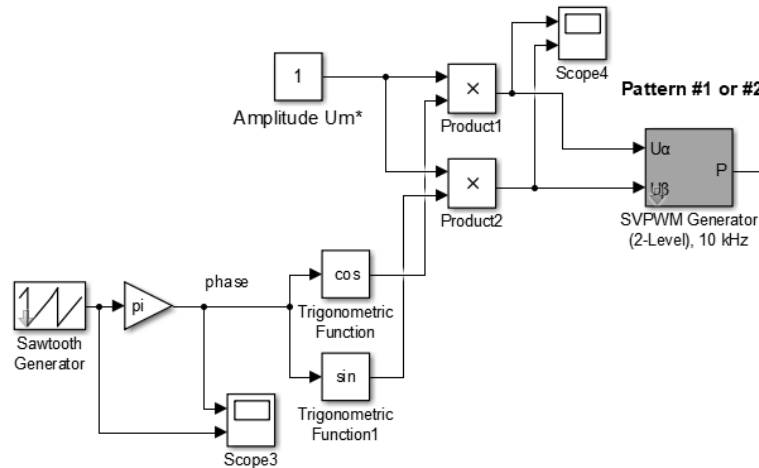 1
Amplitude Um*
×
Product1
Scope4
Pattern #1 or #2
×
Product2
Uα
Uβ
P
SVPWM Generator
(2-Level), 10 kHz
phase
pi
Sawtooth
Generator
cos
Trigonometric
Function
sin
Trigonometric
Function1
Scope3